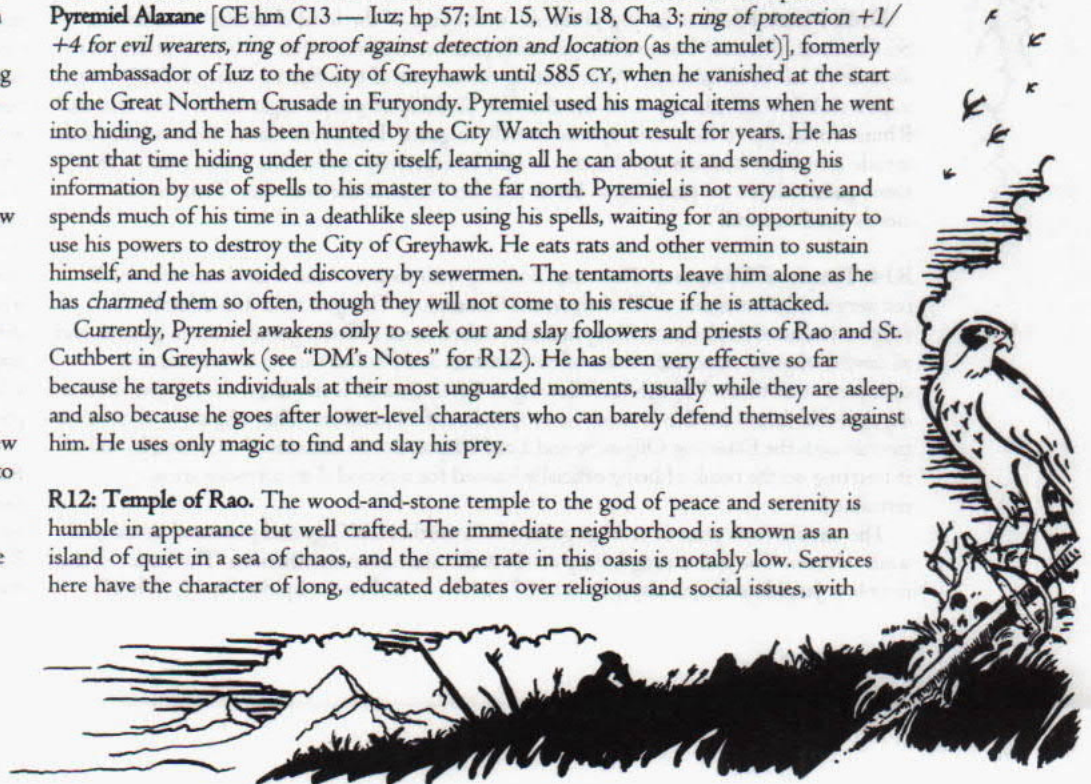 Pyremiel Alaxane [CE hm C13 — Iuz; hp 57; Int 15, Wis 18, Cha 3; ring of protection +1/
+4 for evil wearers, ring of proof against detection and location (as the amulet)], formerly
the ambassador of Iuz to the City of Greyhawk until 585 CY, when he vanished at the start
of the Great Northern Crusade in Furyondy. Pyremiel used his magical items when he went
into hiding, and he has been hunted by the City Watch without result for years. He has
spent that time hiding under the city itself, learning all he can about it and sending his
information by use of spells to his master to the far north. Pyremiel is not very active and
spends much of his time in a deathlike sleep using his spells, waiting for an opportunity to
use his powers to destroy the City of Greyhawk. He eats rats and other vermin to sustain
himself, and he has avoided discovery by sewermen. The tentamorts leave him alone as he
has charmed them so often, though they will not come to his rescue if he is attacked.
Currently, Pyremiel awakens only to seek out and slay followers and priests of Rao and St.
Cuthbert in Greyhawk (see "DM's Notes" for R12). He has been very effective so far
because he targets individuals at their most unguarded moments, usually while they are asleep,
and also because he goes after lower-level characters who can barely defend themselves against
him. He uses only magic to find and slay his prey.
R12: Temple of Rao. The wood-and-stone temple to the god of peace and serenity is
humble in appearance but well crafted. The immediate neighborhood is known as an
island of quiet in a sea of chaos, and the crime rate in this oasis is notably low. Services
here have the character of long, educated debates over religious and social issues, with